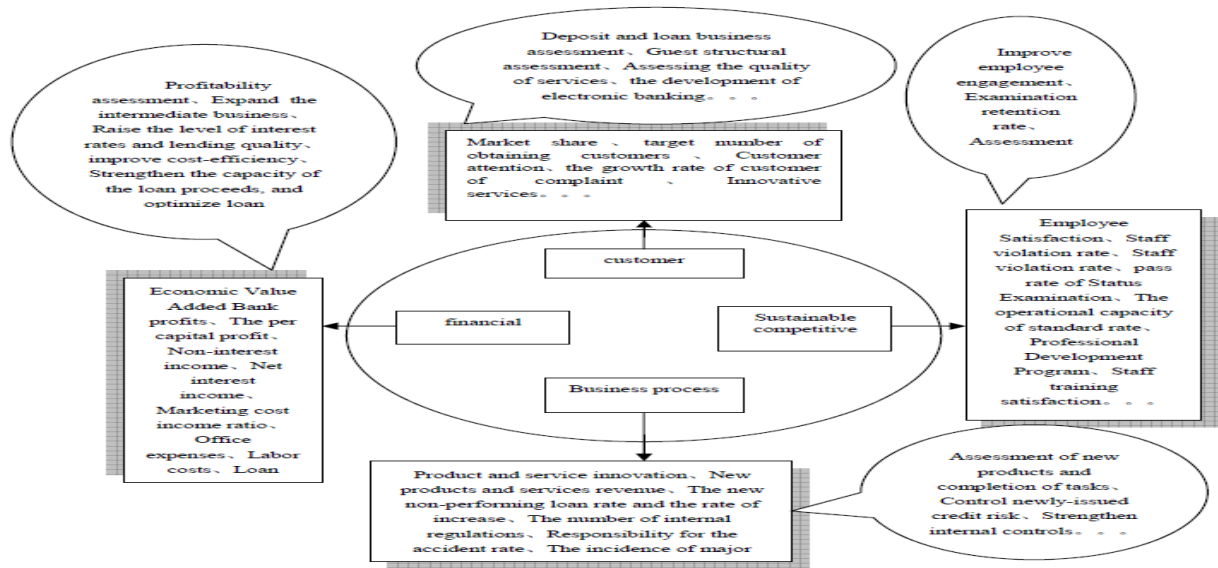 Deposit and loan business
assessment、Guest structural
assessment、Assessing the quality
of services、the development of
electronic banking。。。
Improve
employee
engagement、
Examination
retention
rate、
Assessment
Profitability
assessment、Expand the
intermediate business、
Raise the level of interest
rates and lending quality、
improve cost-efficiency、
Strengthen the capacity of
the loan proceeds, and
optimize loan
Market share 、target number of
obtaining customers 、 Customer
attention、the growth rate of customer
of complaint 、 Innovative
services。。。
Employee
Satisfaction、Staff
violation rate、Staff
violation rate、pass
rate of Status
Examination、The
operational capacity
of standard rate、
Professional
Development
Program、Staff
training
satisfaction。。。
customer
Economic Value
Added Bank
profits、The per
capital profit、
Non-interest
income、Net
interest
income、
Marketing cost
income ratio、
Office
expenses、Labor
costs、Loan
financial
Sustainable
competitive
Business process
Product and service innovation、New
products and services revenue、The new
non-performing loan rate and the rate of
increase、The number of internal
regulations、Responsibility for the
accident rate、The incidence of major
Assessment of new
products and
completion of tasks、
Control newly-issued
credit risk、Strengthen
internal controls、。。。